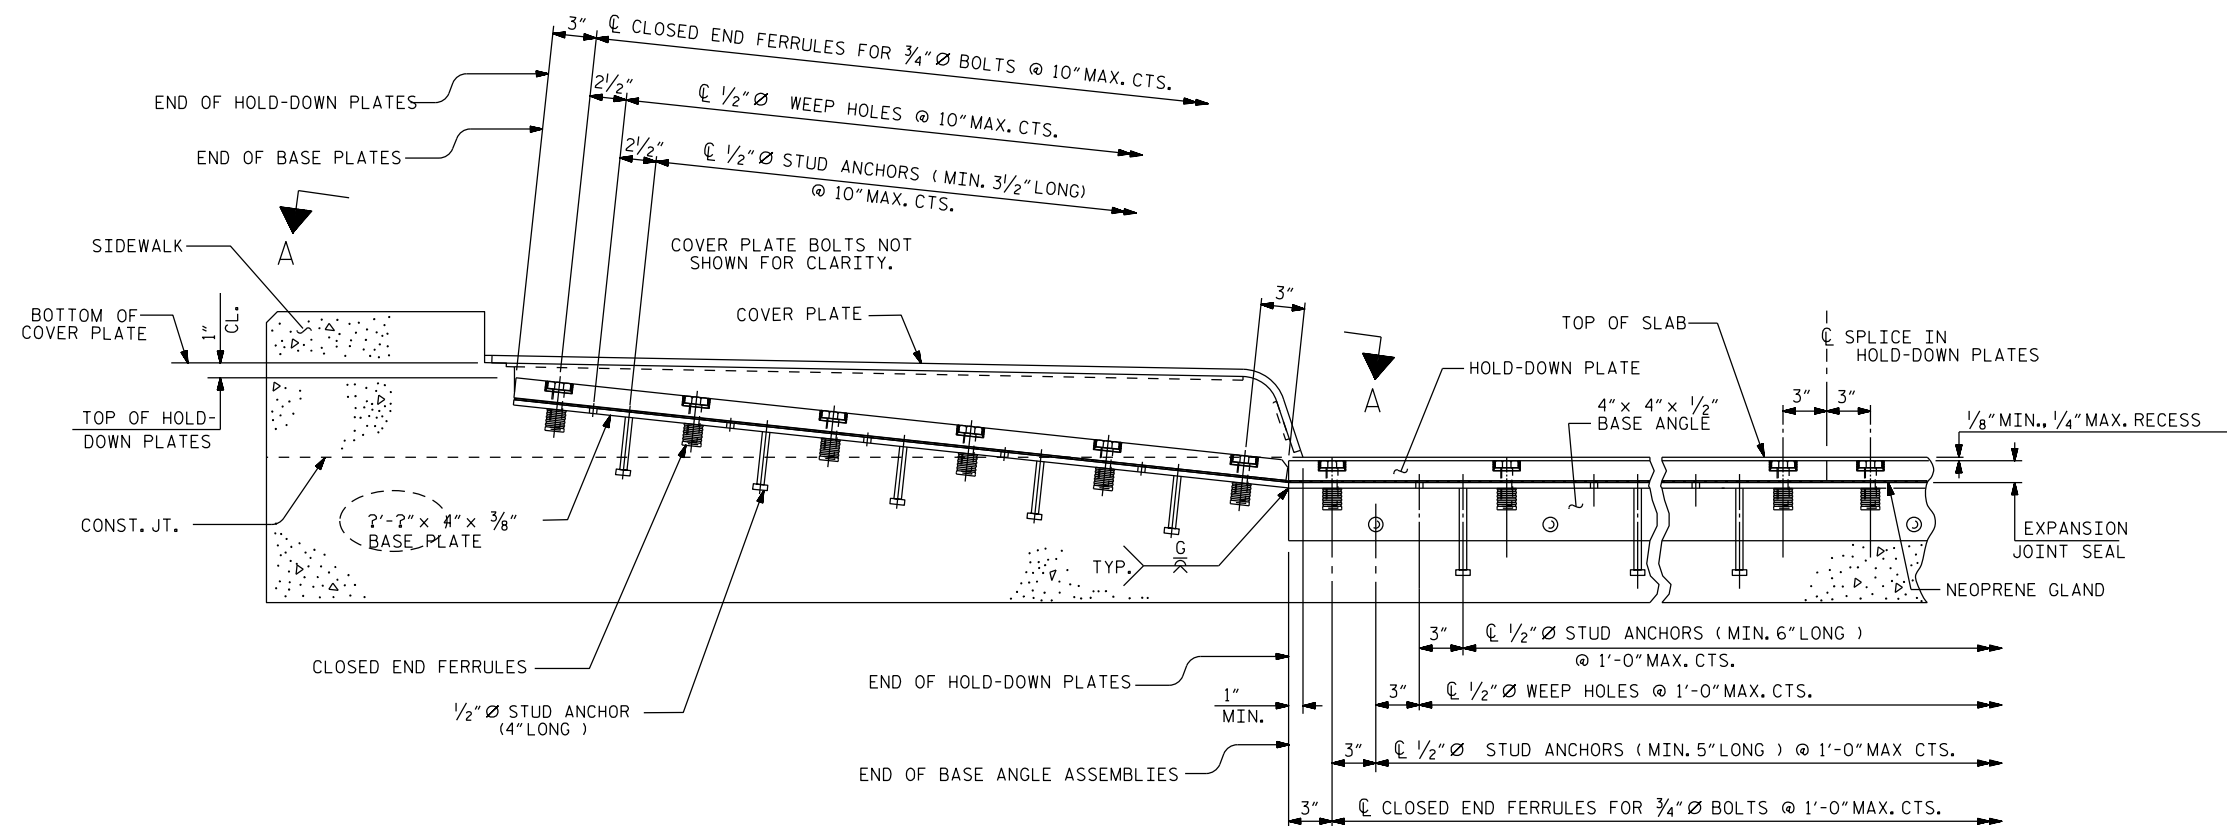 3" ℄ CLOSED END FERRULES FOR 3/4" Ø BOLTS @ 10" MAX. CTS.
END OF HOLD-DOWN PLATES
2 1/2" ℄ 1/2" Ø WEEP HOLES @ 10" MAX. CTS.
END OF BASE PLATES
2 1/2" ℄ 1/2" Ø STUD ANCHORS ( MIN. 3 1/2" LONG)
@ 10" MAX. CTS.
A
SIDEWALK
COVER PLATE BOLTS NOT
SHOWN FOR CLARITY.
BOTTOM OF
COVER PLATE
1"
CL.
COVER PLATE
3"
TOP OF SLAB
℄ SPLICE IN
HOLD-DOWN PLATES
HOLD-DOWN PLATE
A
TOP OF HOLD-
DOWN PLATES
4" x 4" x 1/2"
BASE ANGLE
3" 3"
1/8" MIN., 1/4" MAX. RECESS
CONST. JT.
?'-?" x 4" x 3/8"
BASE PLATE
EXPANSION
JOINT SEAL
TYP.
G
NEOPRENE GLAND
CLOSED END FERRULES
3" ℄ 1/2" Ø STUD ANCHORS ( MIN. 6" LONG )
@ 1'-0" MAX. CTS.
END OF HOLD-DOWN PLATES
1"
MIN.
3" ℄ 1/2" Ø WEEP HOLES @ 1'-0" MAX. CTS.
1/2" Ø STUD ANCHOR
(4" LONG )
3" ℄ 1/2" Ø STUD ANCHORS ( MIN. 5" LONG ) @ 1'-0" MAX CTS.
END OF BASE ANGLE ASSEMBLIES
3" ℄ CLOSED END FERRULES FOR 3/4" Ø BOLTS @ 1'-0" MAX. CTS.